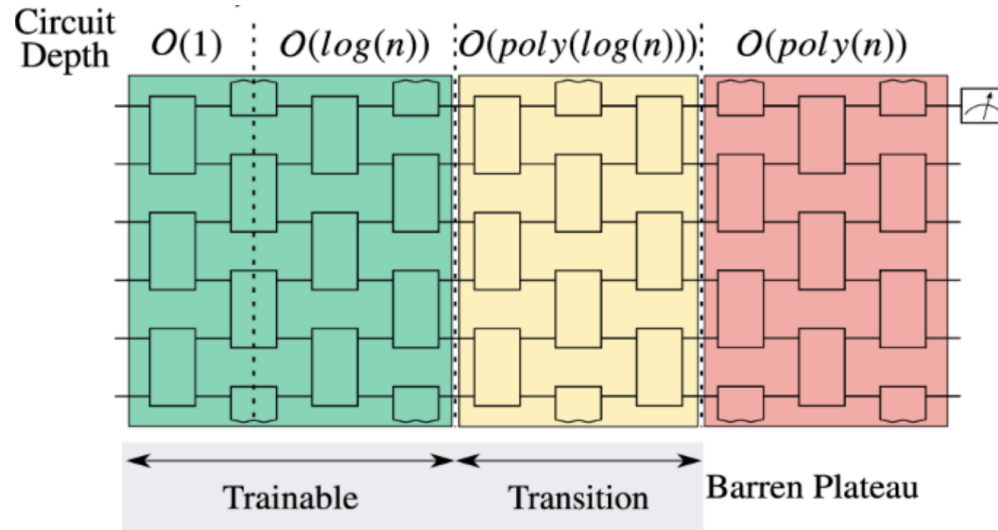 Circuit
Depth
O(1)
O(log(n))
O(poly(log(n)))
O(poly(n))
Trainable
Transition
Barren Plateau